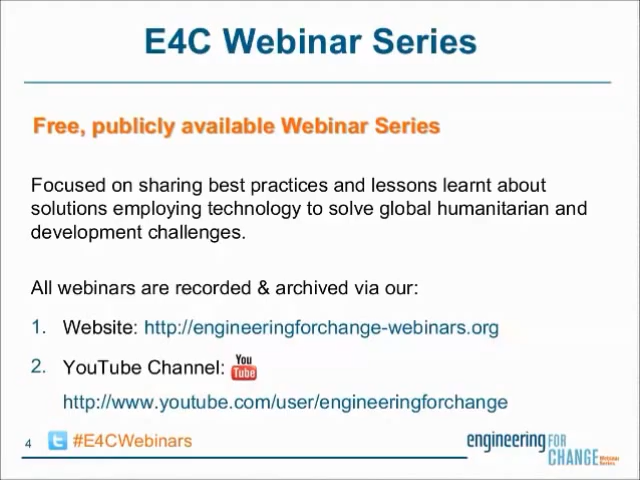 E4C Webinar Series
Free, publicly available Webinar Series
Focused on sharing best practices and lessons learnt about
solutions employing technology to solve global humanitarian and
development challenges.
All webinars are recorded & archived via our:
1. Website: http://engineeringforchange-webinars.org
2. YouTube Channel: You Tube
http://www.youtube.com/user/engineeringforchange
4 #E4CWebinars
engineering FOR
CHANGE Webinar
Series